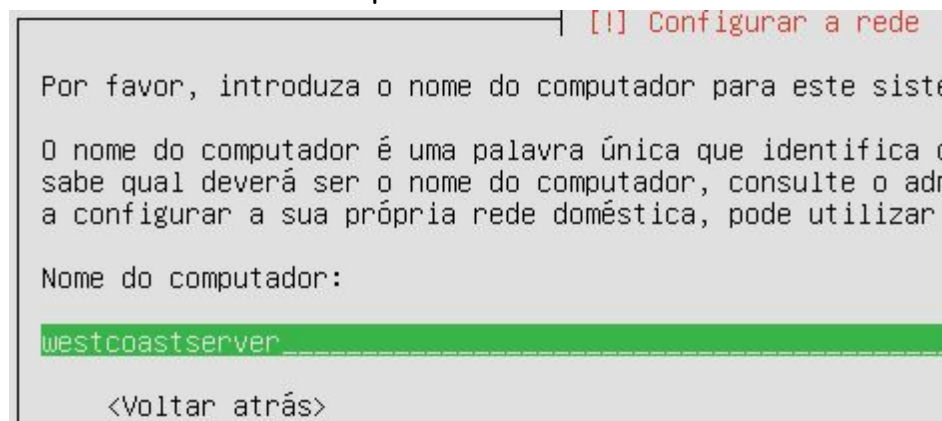 [!] Configurar a rede
Por favor, introduza o nome do computador para este
O nome do computador é uma palavra única que identifica
sabe qual deverá ser o nome do computador, consulte o
a configurar a sua própria rede doméstica, pode utilizar
Nome do computador:
westcoastserver
<Voltar atrás>